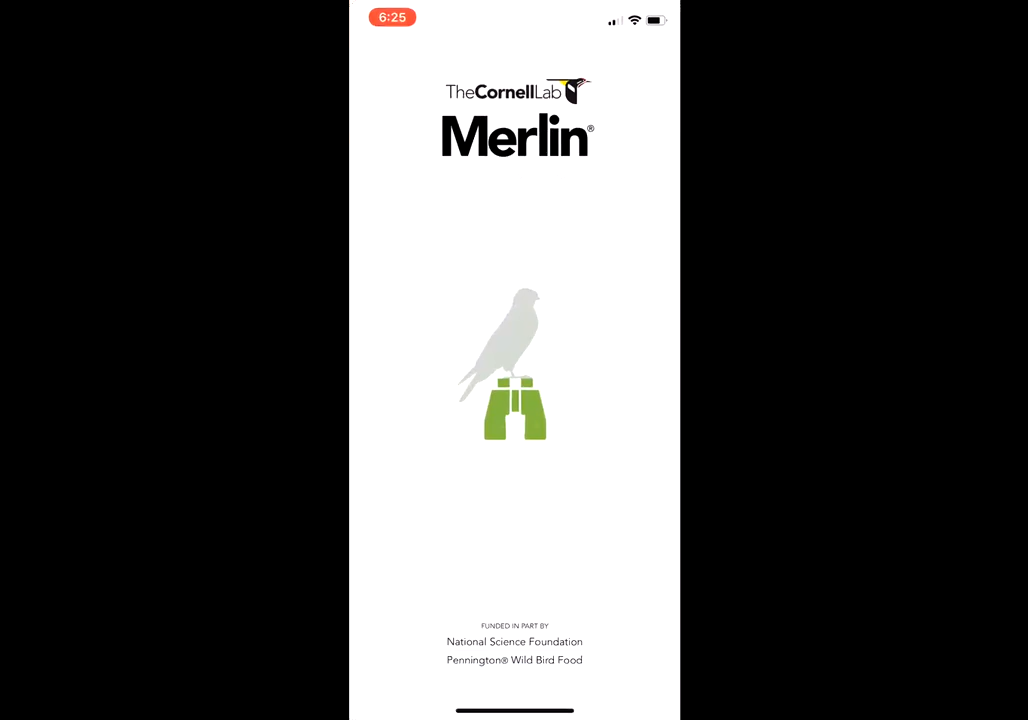 6:25
TheCornellLab
Merlin®
FUNDED IN PART BY
National Science Foundation
Pennington® Wild Bird Food